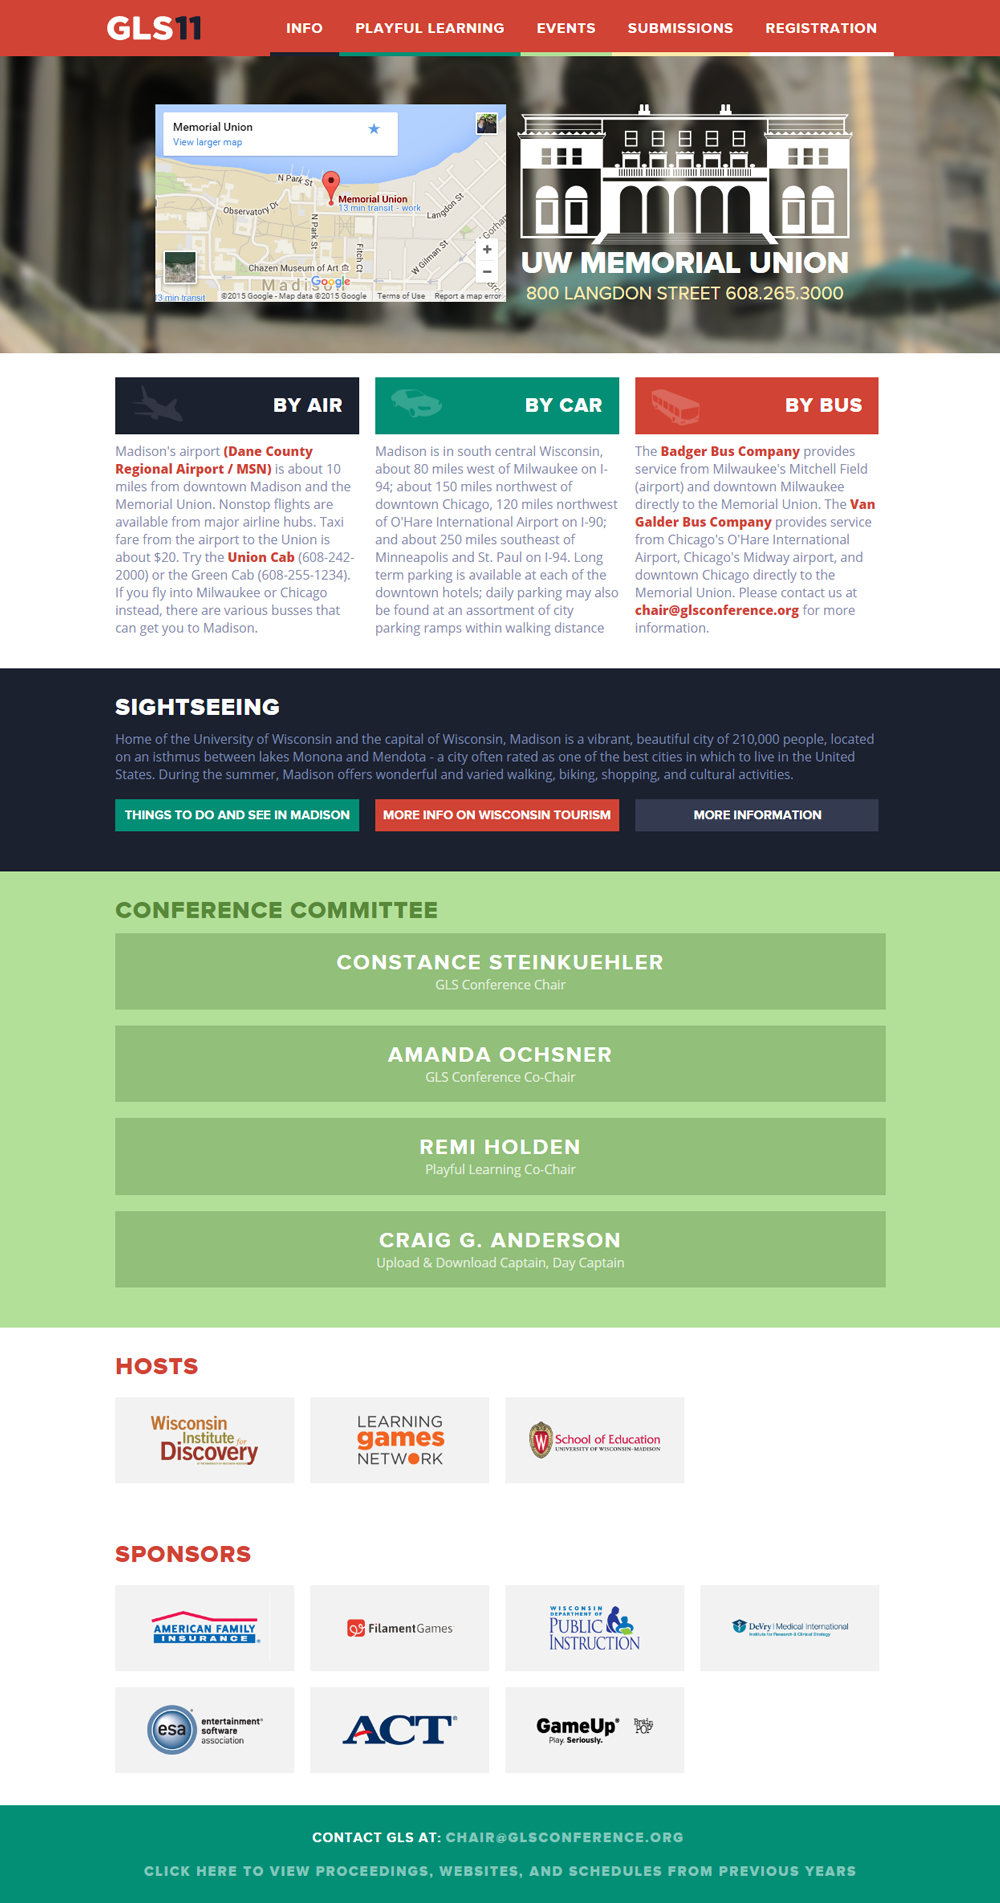 GLS11
INFO
PLAYFUL LEARNING
EVENTS
SUBMISSIONS
REGISTRATION
Memorial Union
View larger map
N Park St
Memorial Union
13 min transit - work
Observatory Dr
Langdon St
N Park St
Fitch Ct
W Gilman St
Gorham
Chazen Museum of Art
Madison
Google
13 min transit
©2015 Google - Map data ©2015 Google
Terms of Use
Report a map error
UW MEMORIAL UNION
800 LANGDON STREET 608.265.3000
BY AIR
Madison's airport (Dane County
Regional Airport / MSN) is about 10
miles from downtown Madison and the
Memorial Union. Nonstop flights are
available from major airline hubs. Taxi
fare from the airport to the Union is
about $20. Try the Union Cab (608-242-
2000) or the Green Cab (608-255-1234).
If you fly into Milwaukee or Chicago
instead, there are various busses that
can get you to Madison.
BY CAR
Madison is in south central Wisconsin,
about 80 miles west of Milwaukee on I-
94; about 150 miles northwest of
downtown Chicago, 120 miles northwest
of O'Hare International Airport on I-90;
and about 250 miles southeast of
Minneapolis and St. Paul on I-94. Long
term parking is available at each of the
downtown hotels; daily parking may also
be found at an assortment of city
parking ramps within walking distance
BY BUS
The Badger Bus Company provides
service from Milwaukee's Mitchell Field
(airport) and downtown Milwaukee
directly to the Memorial Union. The Van
Galder Bus Company provides service
from Chicago's O'Hare International
Airport, Chicago's Midway airport, and
downtown Chicago directly to the
Memorial Union. Please contact us at
chair@glsconference.org for more
information.
SIGHTSEEING
Home of the University of Wisconsin and the capital of Wisconsin, Madison is a vibrant, beautiful city of 210,000 people, located
on an isthmus between lakes Monona and Mendota - a city often rated as one of the best cities in which to live in the United
States. During the summer, Madison offers wonderful and varied walking, biking, shopping, and cultural activities.
THINGS TO DO AND SEE IN MADISON
MORE INFO ON WISCONSIN TOURISM
MORE INFORMATION
CONFERENCE COMMITTEE
CONSTANCE STEINKUEHLER
GLS Conference Chair
AMANDA OCHSNER
GLS Conference Co-Chair
REMI HOLDEN
Playful Learning Co-Chair
CRAIG G. ANDERSON
Upload & Download Captain, Day Captain
HOSTS
Wisconsin
Institute for
Discovery
LEARNING
games
NETWORK
W
School of Education
UNIVERSITY OF WISCONSIN-MADISON
SPONSORS
AMERICAN FAMILY
INSURANCE ®
FilamentGames
WISCONSIN
DEPARTMENT OF
PUBLIC
INSTRUCTION
DeVry Medical International
Institute for Research & Clinical Strategy
esa
entertainment®
software
association
ACT®
GameUp®
Play. Seriously.
Brain
POP
CONTACT GLS AT: CHAIR@GLSCONFERENCE.ORG
CLICK HERE TO VIEW PROCEEDINGS, WEBSITES, AND SCHEDULES FROM PREVIOUS YEARS